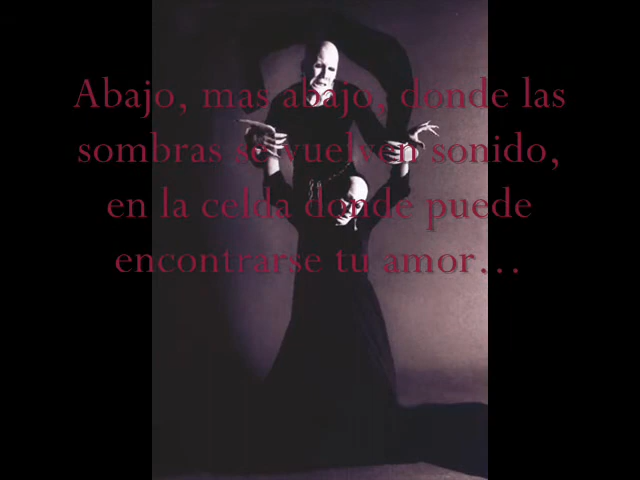 Abajo, mas abajo, donde las
sombras se vuelven sonido,
en la celda donde puede
encontrarse tu amor...